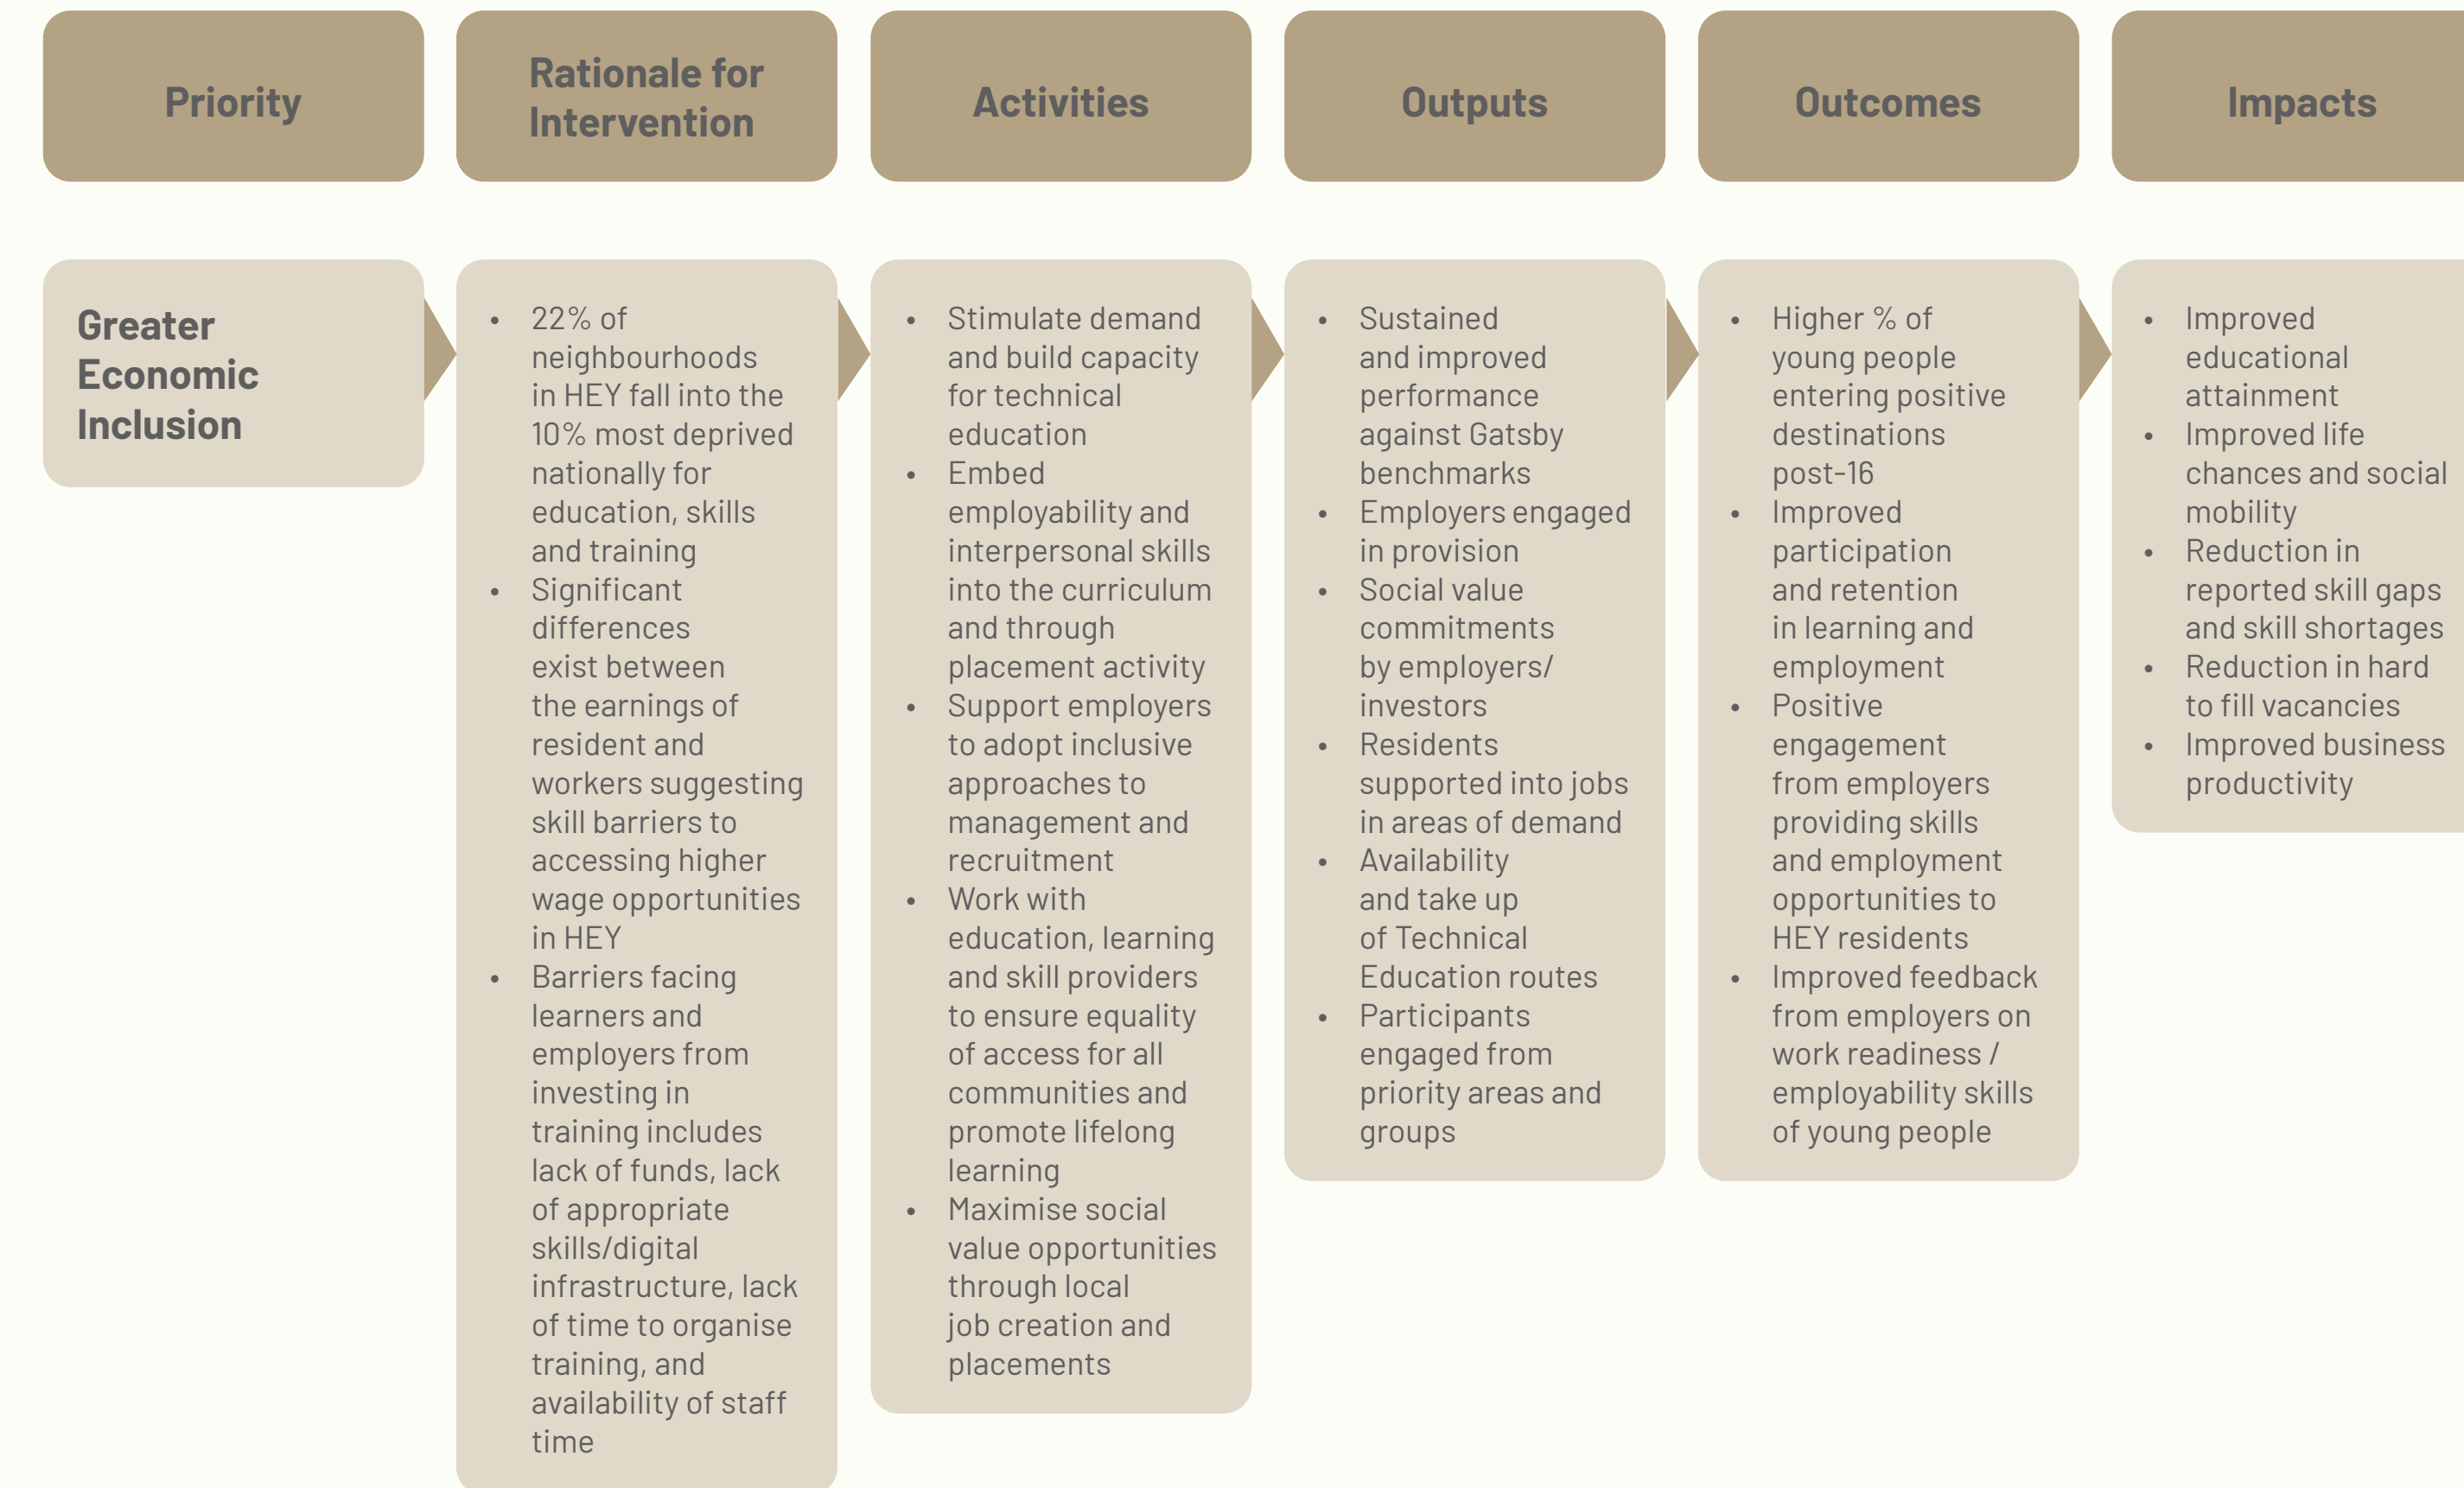 Priority
Rationale for
Intervention
Activities
Outputs
Outcomes
Impacts
Greater
Economic
Inclusion
• 22% of
neighbourhoods
in HEY fall into the
10% most deprived
nationally for
education, skills
and training
• Significant
differences
exist between
the earnings of
resident and
workers suggesting
skill barriers to
accessing higher
wage opportunities
in HEY
• Barriers facing
learners and
employers from
investing in
training includes
lack of funds, lack
of appropriate
skills/digital
infrastructure, lack
of time to organise
training, and
availability of staff
time
• Stimulate demand
and build capacity
for technical
education
• Embed
employability and
interpersonal skills
into the curriculum
and through
placement activity
• Support employers
to adopt inclusive
approaches to
management and
recruitment
• Work with
education, learning
and skill providers
to ensure equality
of access for all
communities and
promote lifelong
learning
• Maximise social
value opportunities
through local
job creation and
placements
• Sustained
and improved
performance
against Gatsby
benchmarks
• Employers engaged
in provision
• Social value
commitments
by employers/
investors
• Residents
supported into jobs
in areas of demand
• Availability
and take up
of Technical
Education routes
• Participants
engaged from
priority areas and
groups
• Higher % of
young people
entering positive
destinations
post-16
• Improved
participation
and retention
in learning and
employment
• Positive
engagement
from employers
providing skills
and employment
opportunities to
HEY residents
• Improved feedback
from employers on
work readiness /
employability skills
of young people
• Improved
educational
attainment
• Improved life
chances and social
mobility
• Reduction in
reported skill gaps
and skill shortages
• Reduction in hard
to fill vacancies
• Improved business
productivity